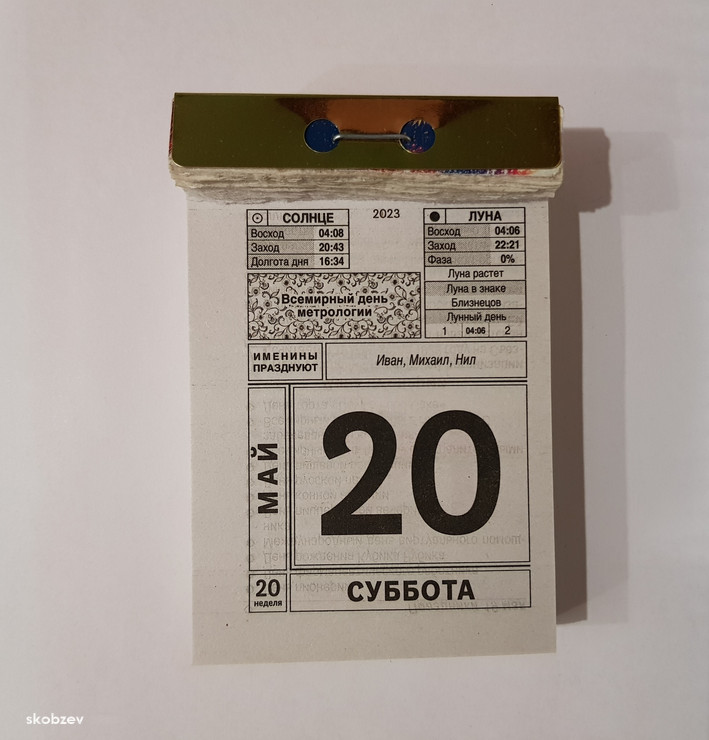 2023
СОЛНЦЕ
Восход 04:08
Заход 20:43
Долгота дня 16:34
ЛУНА
Восход 04:06
Заход 22:21
Фаза 0%
Луна растет
Луна в знаке
Близнецов
Лунный день
1 04:06 2
Всемирный день
метрологии
ИМЕНИНЫ
ПРАЗДНУЮТ
Иван, Михаил, Нил
МАЙ
20
20
неделя
СУББОТА
skobzev